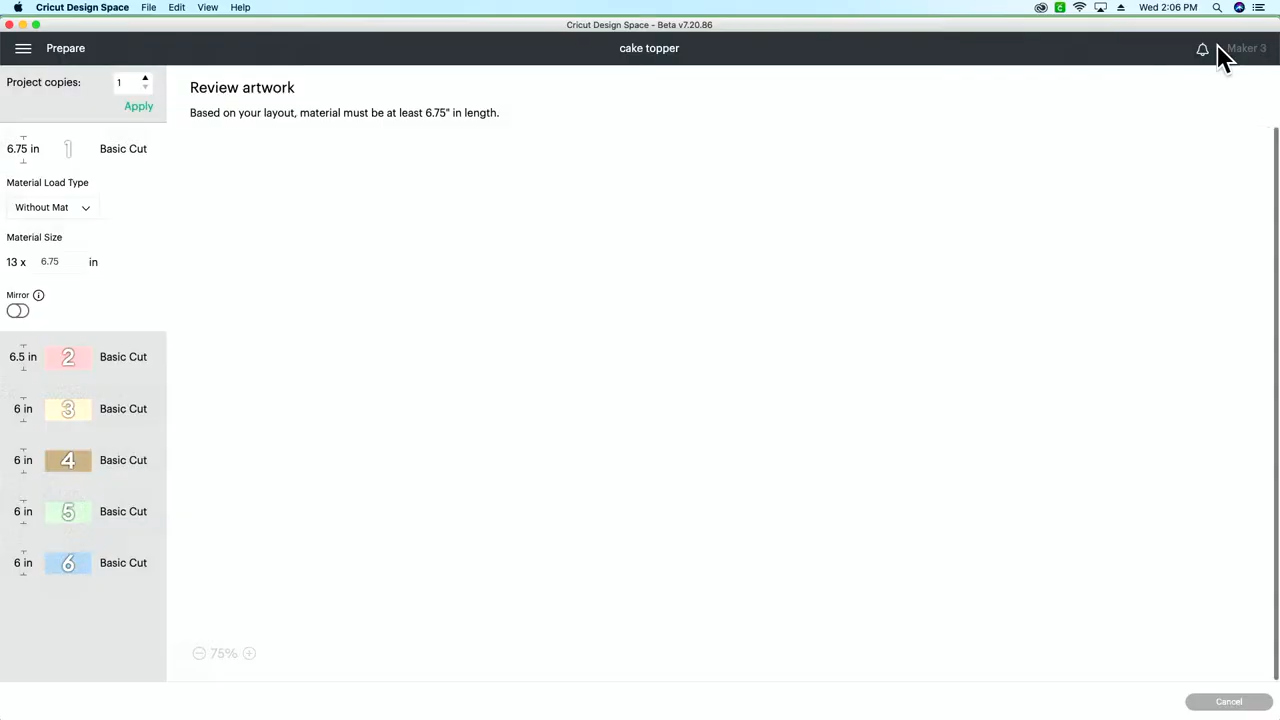 Cricut Design Space File Edit View Help Wed 2:06 PM
Cricut Design Space - Beta v7.20.86
Prepare cake topper Maker 3
Project copies: 1
Apply
Review artwork
Based on your layout, material must be at least 6.75" in length.
6.75 in 1 Basic Cut
Material Load Type
Without Mat
Material Size
13 x 6.75 in
Mirror
6.5 in 2 Basic Cut
6 in 3 Basic Cut
6 in 4 Basic Cut
6 in 5 Basic Cut
6 in 6 Basic Cut
75%
Cancel